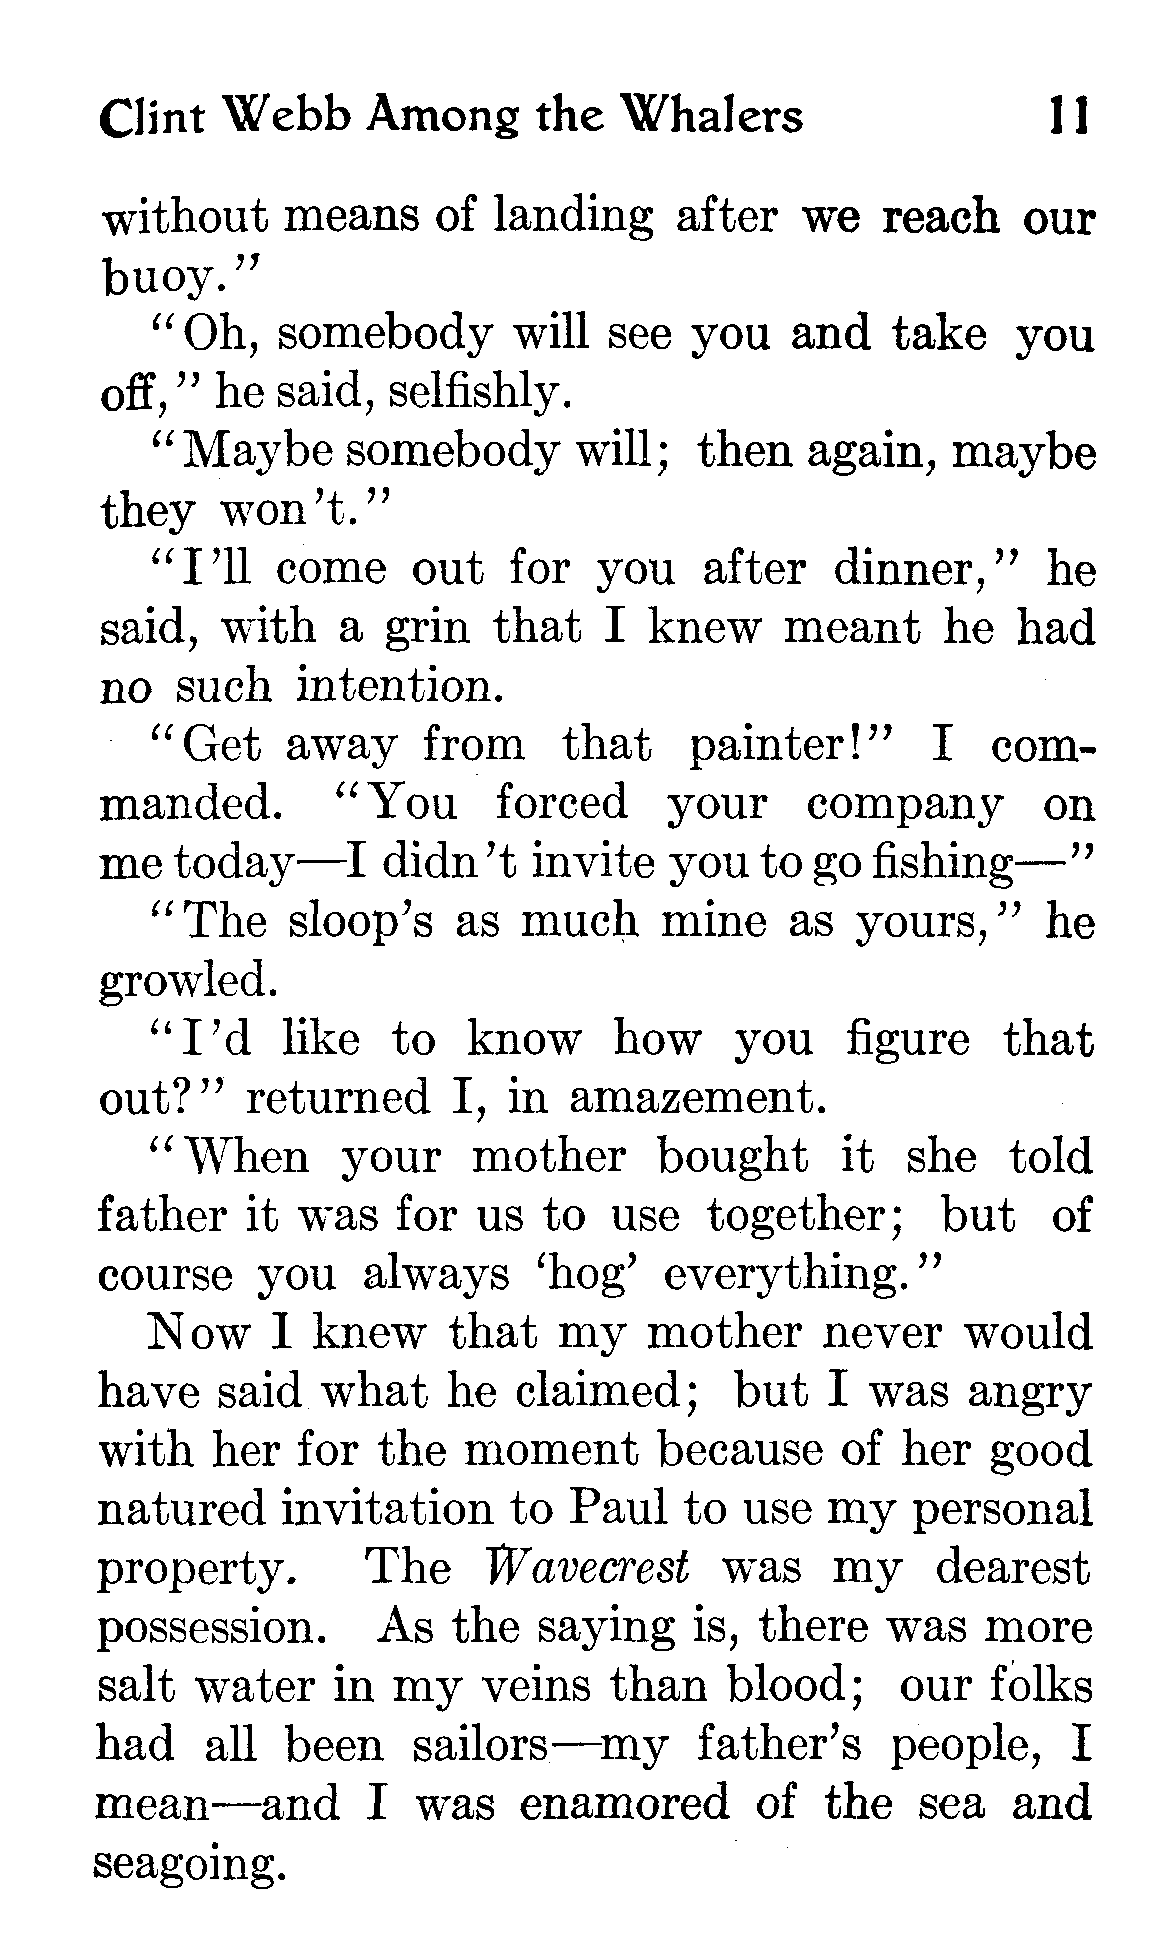 Clint Webb Among the Whalers 11
without means of landing after we reach our
buoy."
"Oh, somebody will see you and take you
off," he said, selfishly.
"Maybe somebody will; then again, maybe
they won't."
"I'll come out for you after dinner," he
said, with a grin that I knew meant he had
no such intention.
"Get away from that painter!" I com-
manded. "You forced your company on
me today—I didn't invite you to go fishing—"
"The sloop's as much mine as yours," he
growled.
"I'd like to know how you figure that
out?" returned I, in amazement.
"When your mother bought it she told
father it was for us to use together; but of
course you always 'hog' everything."
Now I knew that my mother never would
have said what he claimed; but I was angry
with her for the moment because of her good
natured invitation to Paul to use my personal
property. The Wavecrest was my dearest
possession. As the saying is, there was more
salt water in my veins than blood; our folks
had all been sailors—my father's people, I
mean—and I was enamored of the sea and
seagoing.